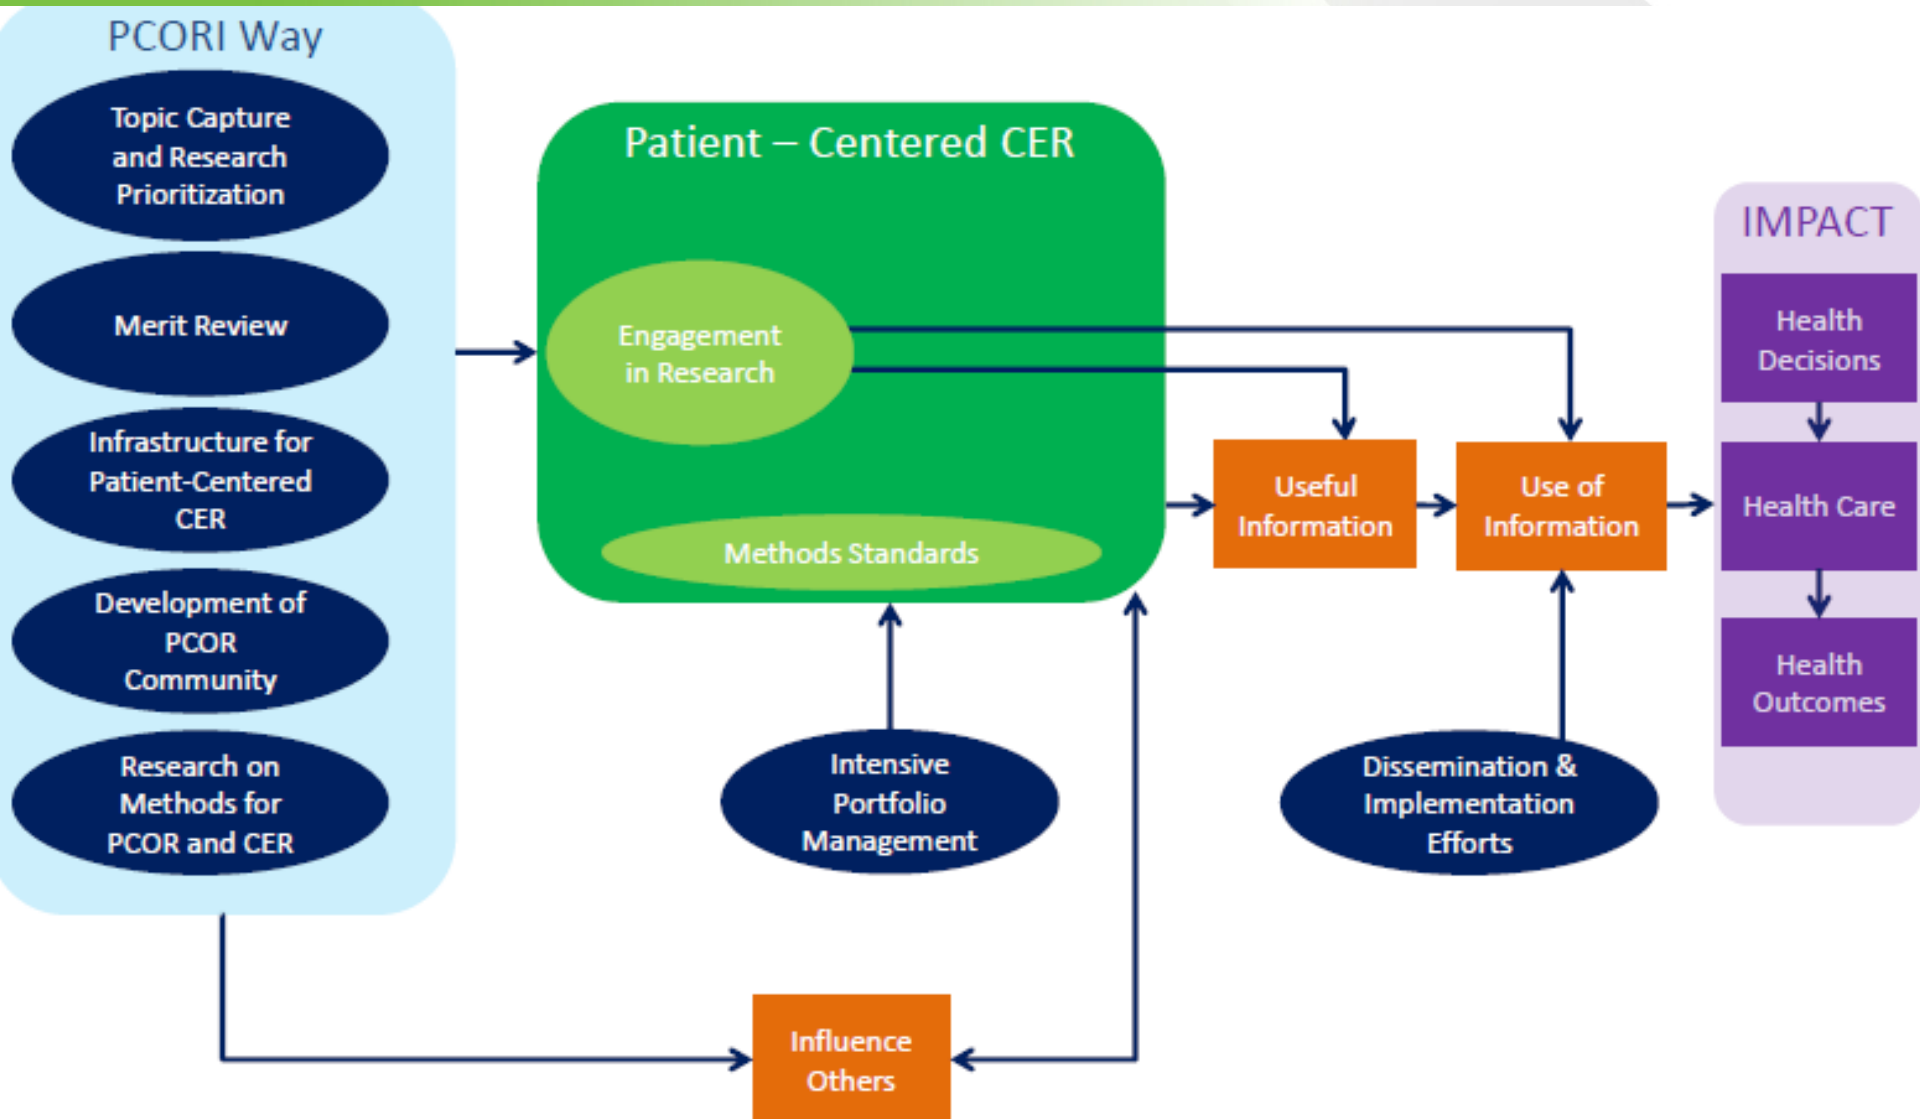 PCORI Way
Topic Capture
and Research
Prioritization
Merit Review
Infrastructure for
Patient-Centered
CER
Development of
PCOR
Community
Research on
Methods for
PCOR and CER
Patient – Centered CER
Engagement
in Research
Methods Standards
Intensive
Portfolio
Management
Influence
Others
Useful
Information
Use of
Information
Dissemination &
Implementation
Efforts
IMPACT
Health
Decisions
Health Care
Health
Outcomes